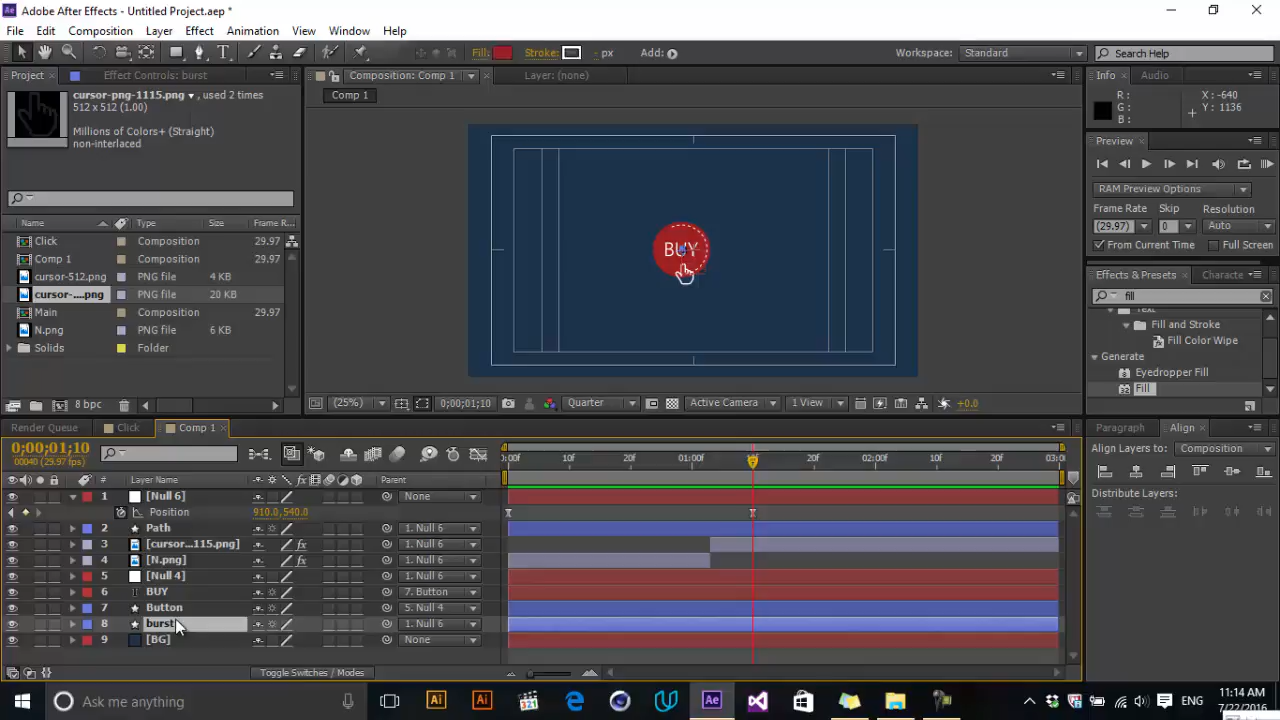 Adobe After Effects - Untitled Project.aep *
File Edit Composition Layer Effect Animation View Window Help
Fill: Stroke: - px Add: Workspace: Standard Search Help
Project Effect Controls: burst Composition: Comp 1 Layer: (none) Info Audio
cursor-png-1115.png , used 2 times
512 x 512 (1.00)
Millions of Colors+ (Straight)
non-interlaced
Comp 1
R : X : -640
G : Y : 1136
B :
A :
Preview
RAM Preview Options
Frame Rate Skip Resolution
(29.97) 0 Auto
From Current Time Full Screen
Name Type Size Frame R...
Click Composition 29.97
Comp 1 Composition 29.97
cursor-512.png PNG file 4 KB
cursor-....png PNG file 20 KB
Main Composition 29.97
N.png PNG file 6 KB
Solids Folder
BUY
Effects & Presets Characte
fill
Text
Fill and Stroke
Fill Color Wipe
Generate
Eyedropper Fill
Fill
8 bpc (25%) 0;00;01;10 Quarter Active Camera 1 View +0.0
Render Queue Click Comp 1 Paragraph Align
0;00;01;10
00040 (29.97 fps)
Align Layers to: Composition
Distribute Layers:
:00f 10f 20f 01:00f 20f 02:00f 10f 20f 03:0
# Layer Name Parent
1 [Null 6] None
Position 910.0,540.0
2 Path 1. Null 6
3 [cursor...115.png] fx 1. Null 6
4 [N.png] fx 1. Null 6
5 [Null 4] 1. Null 6
6 BUY 7. Button
7 Button 5. Null 4
8 burst 1. Null 6
9 [BG] None
Toggle Switches / Modes
Ask me anything
ENG 11:14 AM
7/22/2016